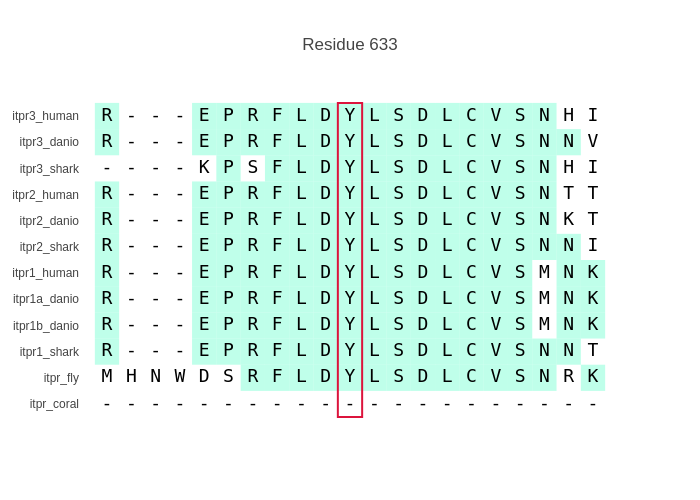 Residue 633
itpr3_human R - - - E P R F L D Y L S D L C V S N H I
itpr3_danio R - - - E P R F L D Y L S D L C V S N N V
itpr3_shark - - - - K P S F L D Y L S D L C V S N H I
itpr2_human R - - - E P R F L D Y L S D L C V S N T T
itpr2_danio R - - - E P R F L D Y L S D L C V S N K T
itpr2_shark R - - - E P R F L D Y L S D L C V S N N I
itpr1_human R - - - E P R F L D Y L S D L C V S M N K
itpr1a_danio R - - - E P R F L D Y L S D L C V S M N K
itpr1b_danio R - - - E P R F L D Y L S D L C V S M N K
itpr1_shark R - - - E P R F L D Y L S D L C V S N N T
itpr_fly M H N W D S R F L D Y L S D L C V S N R K
itpr_coral - - - - - - - - - - - - - - - - - - - - -